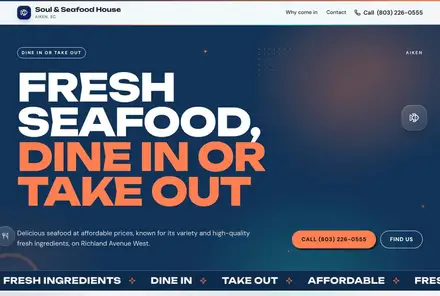 Soul & Seafood House
AIKEN, SC
Why come in
Contact
Call (803) 226-0555
DINE IN OR TAKE OUT
AIKEN
FRESH
SEAFOOD,
DINE IN OR
TAKE OUT
Delicious seafood at affordable prices, known for its variety and high-quality
fresh ingredients, on Richland Avenue West.
CALL (803) 226-0555
FIND US
FRESH INGREDIENTS
DINE IN
TAKE OUT
AFFORDABLE
FRES